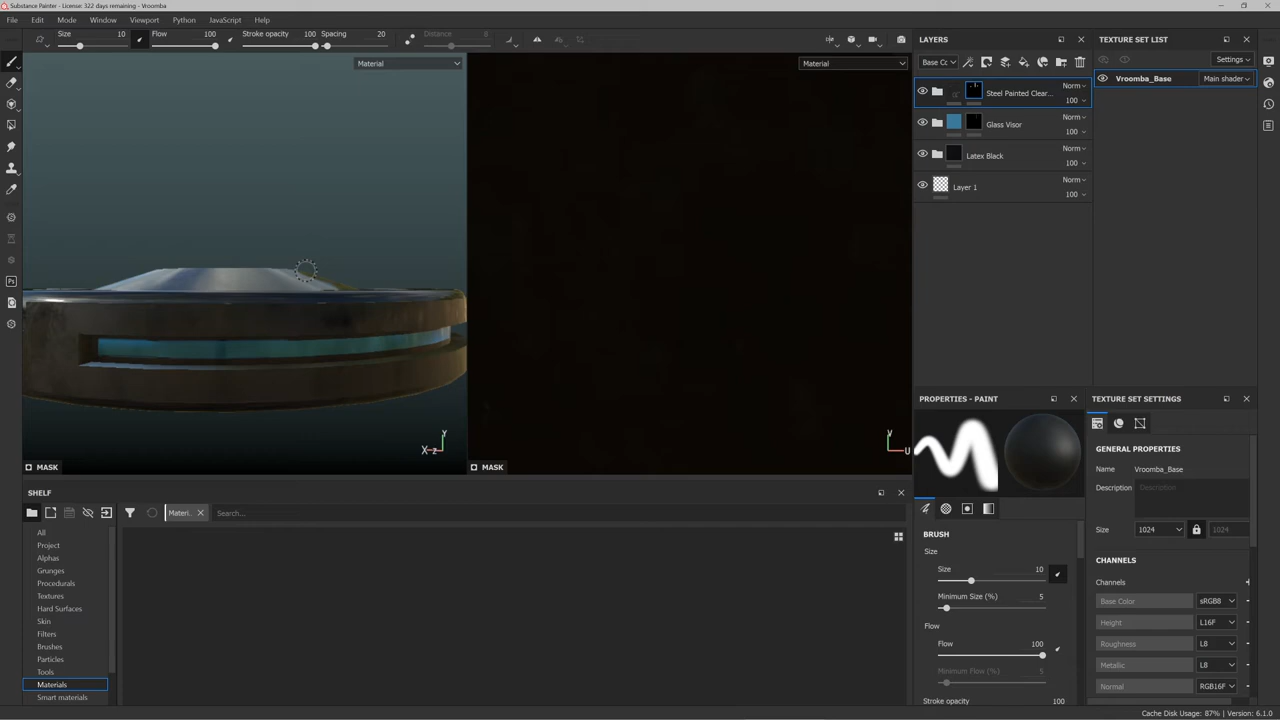 Substance Painter - License: 322 days remaining - Vroomba
File Edit Mode Window Viewport Python JavaScript Help
Size 10 Flow 100 Stroke opacity 100 Spacing 20 Distance 8
Material
Material
LAYERS
TEXTURE SET LIST
Base Cc
Settings
Vroomba_Base Main shader
Steel Painted Clear... Norm 100
Glass Visor Norm 100
Latex Black Norm 100
Layer 1 Norm 100
Y
X Z
V
U
MASK
MASK
PROPERTIES - PAINT
TEXTURE SET SETTINGS
GENERAL PROPERTIES
Name Vroomba_Base
Description Description
Size 1024 1024
CHANNELS
Channels
Base Color sRGB8
Height L16F
Roughness L8
Metallic L8
Normal RGB16F
BRUSH
Size
Size 10
Minimum Size (%) 5
Flow
Flow 100
Minimum Flow (%) 5
Stroke opacity 100
SHELF
Materi.. Search...
All
Project
Alphas
Grunges
Procedurals
Textures
Hard Surfaces
Skin
Filters
Brushes
Particles
Tools
Materials
Smart materials
Cache Disk Usage: 87% | Version: 6.1.0